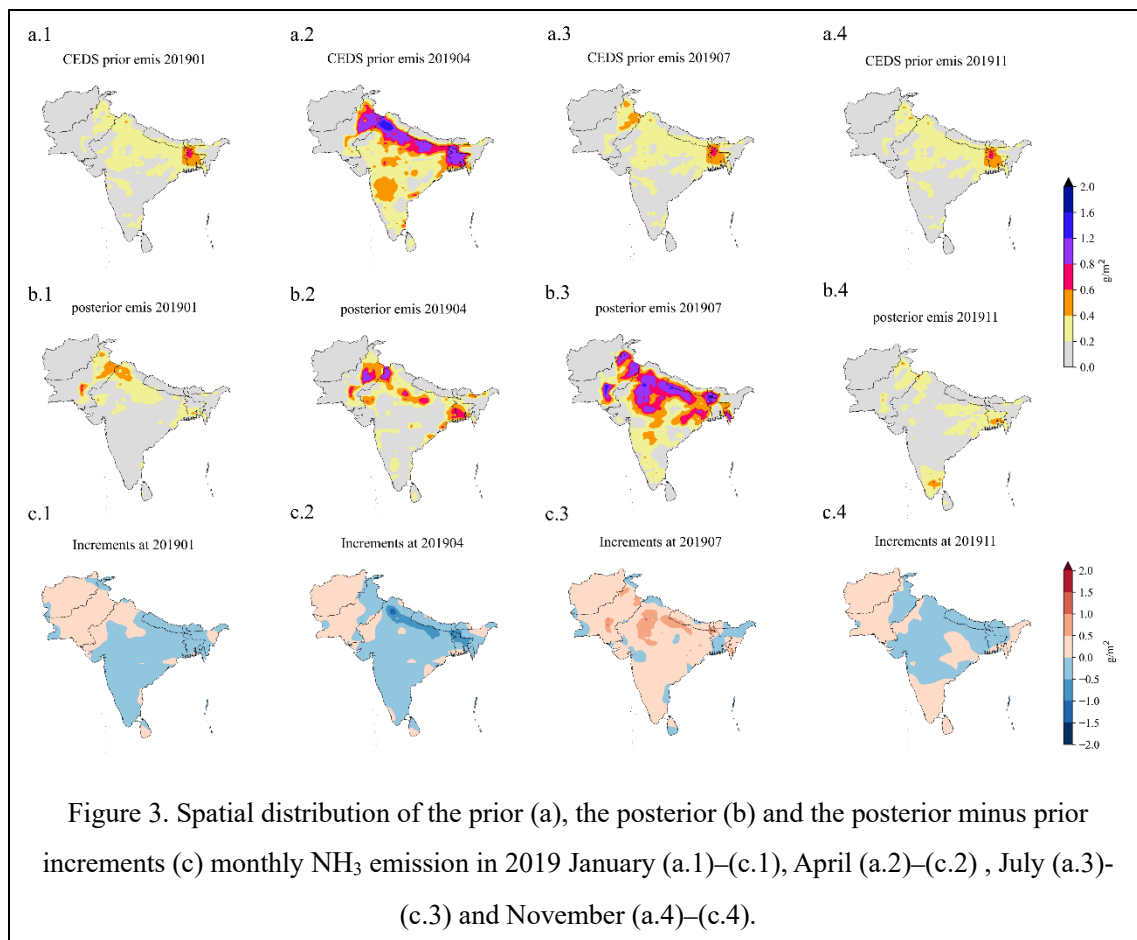 a.1
a.2
a.3
a.4
CEDS prior emis 201901
CEDS prior emis 201904
CEDS prior emis 201907
CEDS prior emis 201911
2.0
1.6
1.2
0.8
0.6
0.4
0.2
0.0
g/m²
b.1
b.2
b.3
b.4
posterior emis 201901
posterior emis 201904
posterior emis 201907
posterior emis 201911
c.1
c.2
c.3
c.4
Increments at 201901
Increments at 201904
Increments at 201907
Increments at 201911
2.0
1.5
1.0
0.5
0.0
−0.5
−1.0
−1.5
−2.0
g/m²
Figure 3. Spatial distribution of the prior (a), the posterior (b) and the posterior minus prior
increments (c) monthly NH₃ emission in 2019 January (a.1)–(c.1), April (a.2)–(c.2) , July (a.3)-
(c.3) and November (a.4)–(c.4).